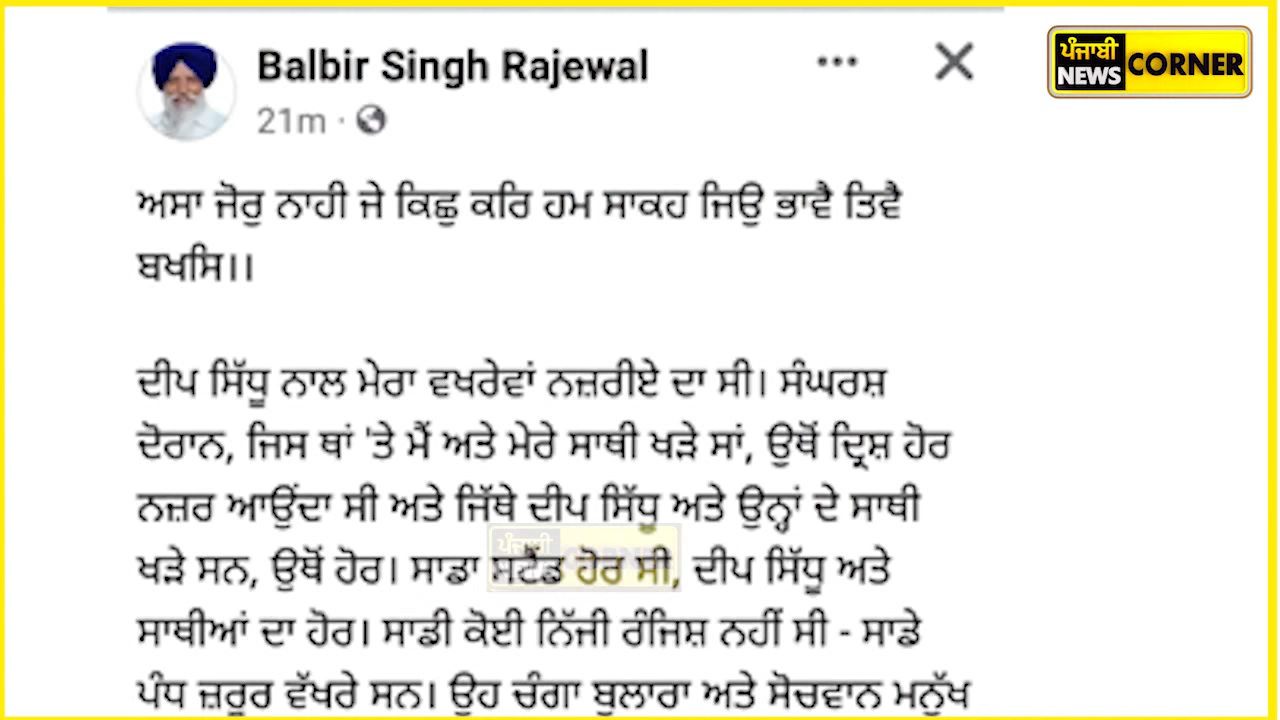 Balbir Singh Rajewal
21m
ਪੰਜਾਬੀ
NEWS CORNER
ਅਸਾ ਜੋਰੁ ਨਾਹੀ ਜੇ ਕਿਛੁ ਕਰਿ ਹਮ ਸਾਕਹ ਜਿਉ ਭਾਵੈ ਤਿਵੈ
ਬਖਸਿ।।
ਦੀਪ ਸਿੱਧੂ ਨਾਲ ਮੇਰਾ ਵਖਰੇਵਾਂ ਨਜ਼ਰੀਏ ਦਾ ਸੀ। ਸੰਘਰਸ਼
ਦੋਰਾਨ, ਜਿਸ ਥਾਂ 'ਤੇ ਮੈਂ ਅਤੇ ਮੇਰੇ ਸਾਥੀ ਖੜੇ ਸਾਂ, ਉਥੋਂ ਦ੍ਰਿਸ਼ ਹੋਰ
ਨਜ਼ਰ ਆਉਂਦਾ ਸੀ ਅਤੇ ਜਿੱਥੇ ਦੀਪ ਸਿੱਧੂ ਅਤੇ ਉਨ੍ਹਾਂ ਦੇ ਸਾਥੀ
ਖੜੇ ਸਨ, ਉਥੋਂ ਹੋਰ। ਸਾਡਾ ਸਟੈਂਡ ਹੋਰ ਸੀ, ਦੀਪ ਸਿੱਧੂ ਅਤੇ
ਸਾਥੀਆਂ ਦਾ ਹੋਰ। ਸਾਡੀ ਕੋਈ ਨਿੱਜੀ ਰੰਜਿਸ਼ ਨਹੀਂ ਸੀ - ਸਾਡੇ
ਪੰਧ ਜ਼ਰੂਰ ਵੱਖਰੇ ਸਨ। ਉਹ ਚੰਗਾ ਬੁਲਾਰਾ ਅਤੇ ਸੋਚਵਾਨ ਮਨੁੱਖ